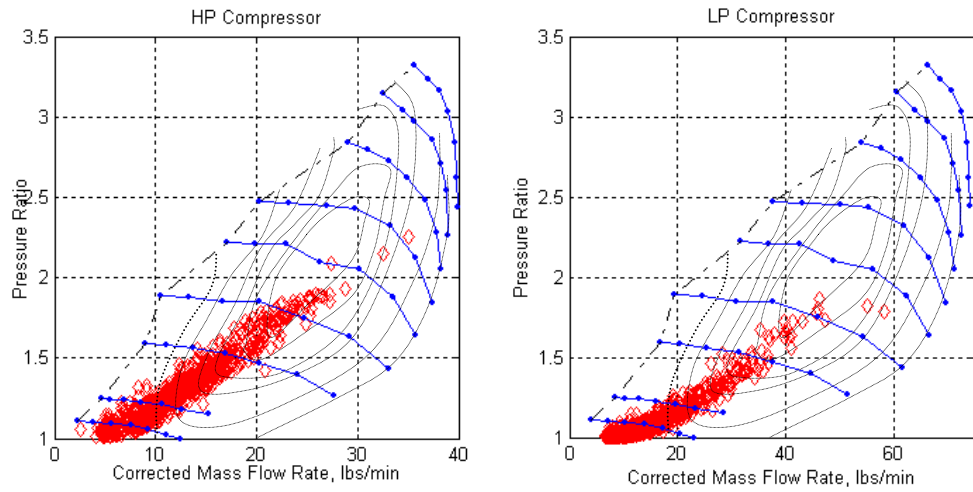 HP Compressor
3.5
3
2.5
2
1.5
1
Pressure Ratio
0 10 20 30 40
Corrected Mass Flow Rate, lbs/min
LP Compressor
3.5
3
2.5
2
1.5
1
Pressure Ratio
0 20 40 60
Corrected Mass Flow Rate, lbs/min